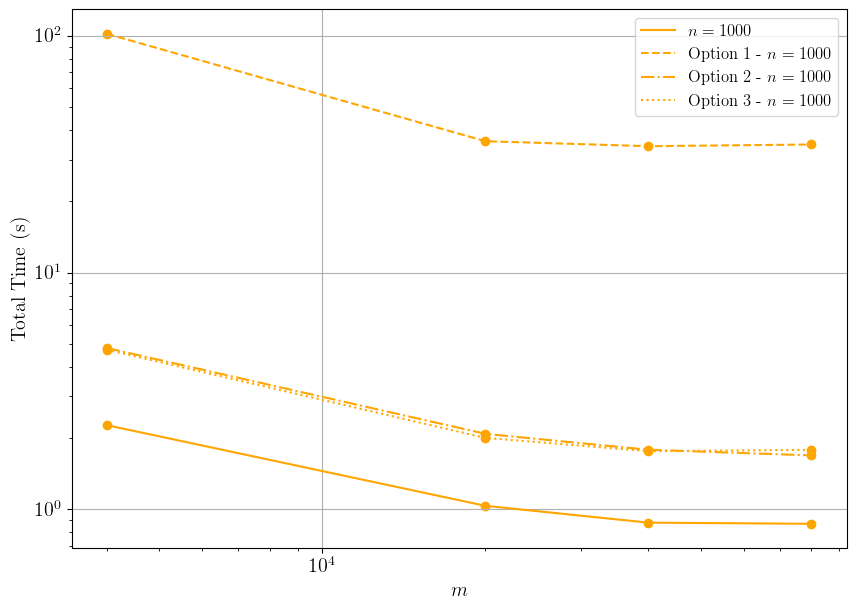 10²
10¹
10⁰
Total Time (s)
n = 1000
Option 1 - n = 1000
Option 2 - n = 1000
Option 3 - n = 1000
10⁴
m